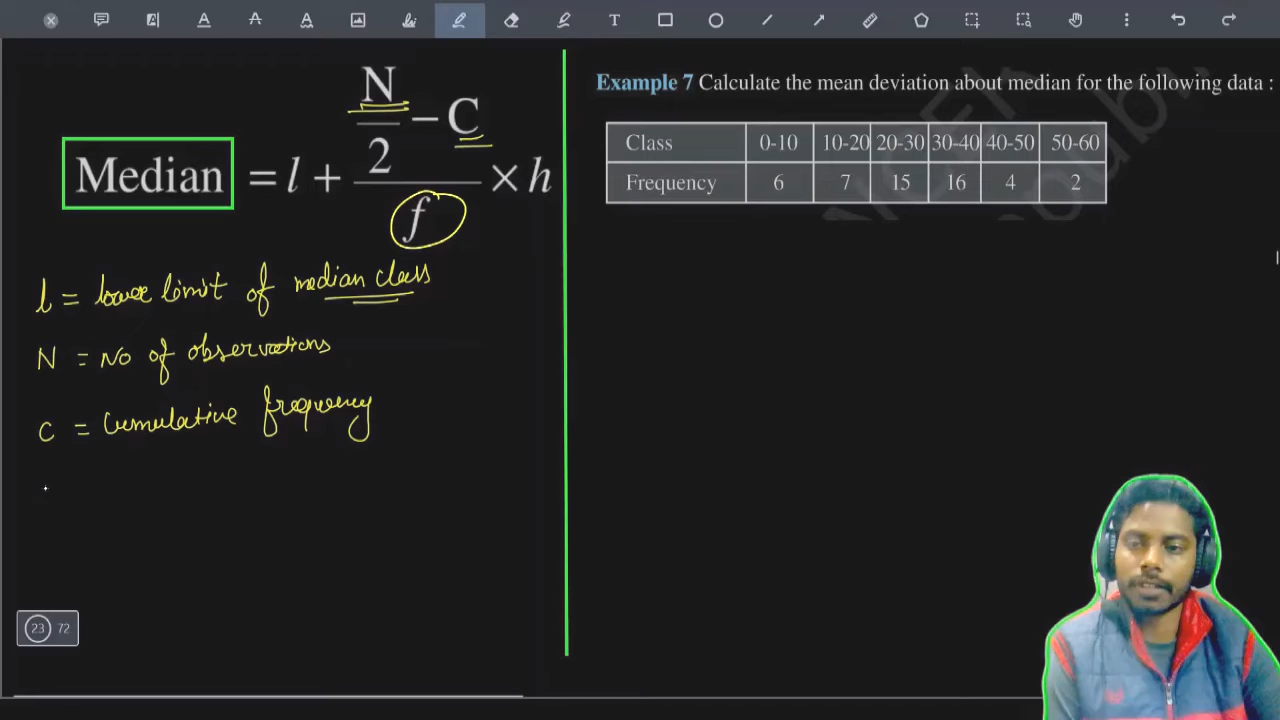 Median = l + (N/2 − C)/f × h
l = lower limit of median class
N = No of observations
C = Cumulative frequency
23 72
Example 7 Calculate the mean deviation about median for the following data :
Class 0-10 10-20 20-30 30-40 40-50 50-60
Frequency 6 7 15 16 4 2